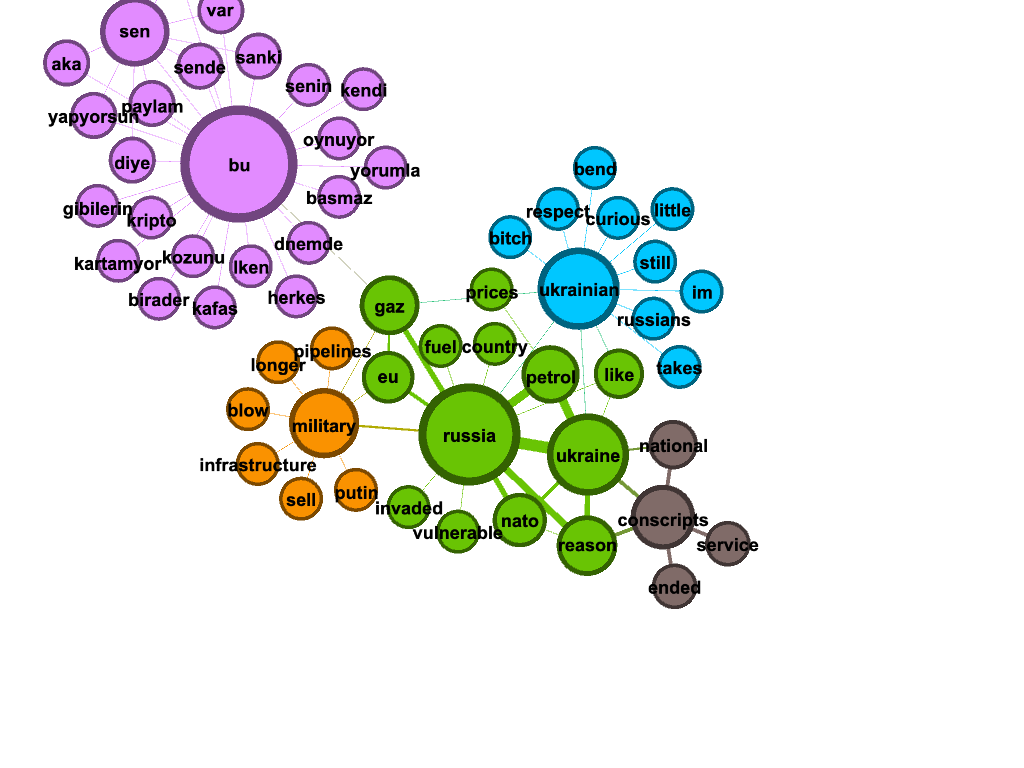 var
sen
sanki
aka
sende
senin
kendi
paylam
yapyorsun
oynuyor
diye
bu
yorumla
bend
basmaz
gibilerin
kripto
respect
curious
little
bitch
dnemde
kozunu
kartamyor
lken
still
birader
kafas
herkes
prices
ukrainian
im
gaz
russians
pipelines
longer
fuel
country
takes
eu
petrol
like
blow
military
russia
national
ukraine
infrastructure
sell
putin
invaded
conscripts
nato
vulnerable
reason
service
ended